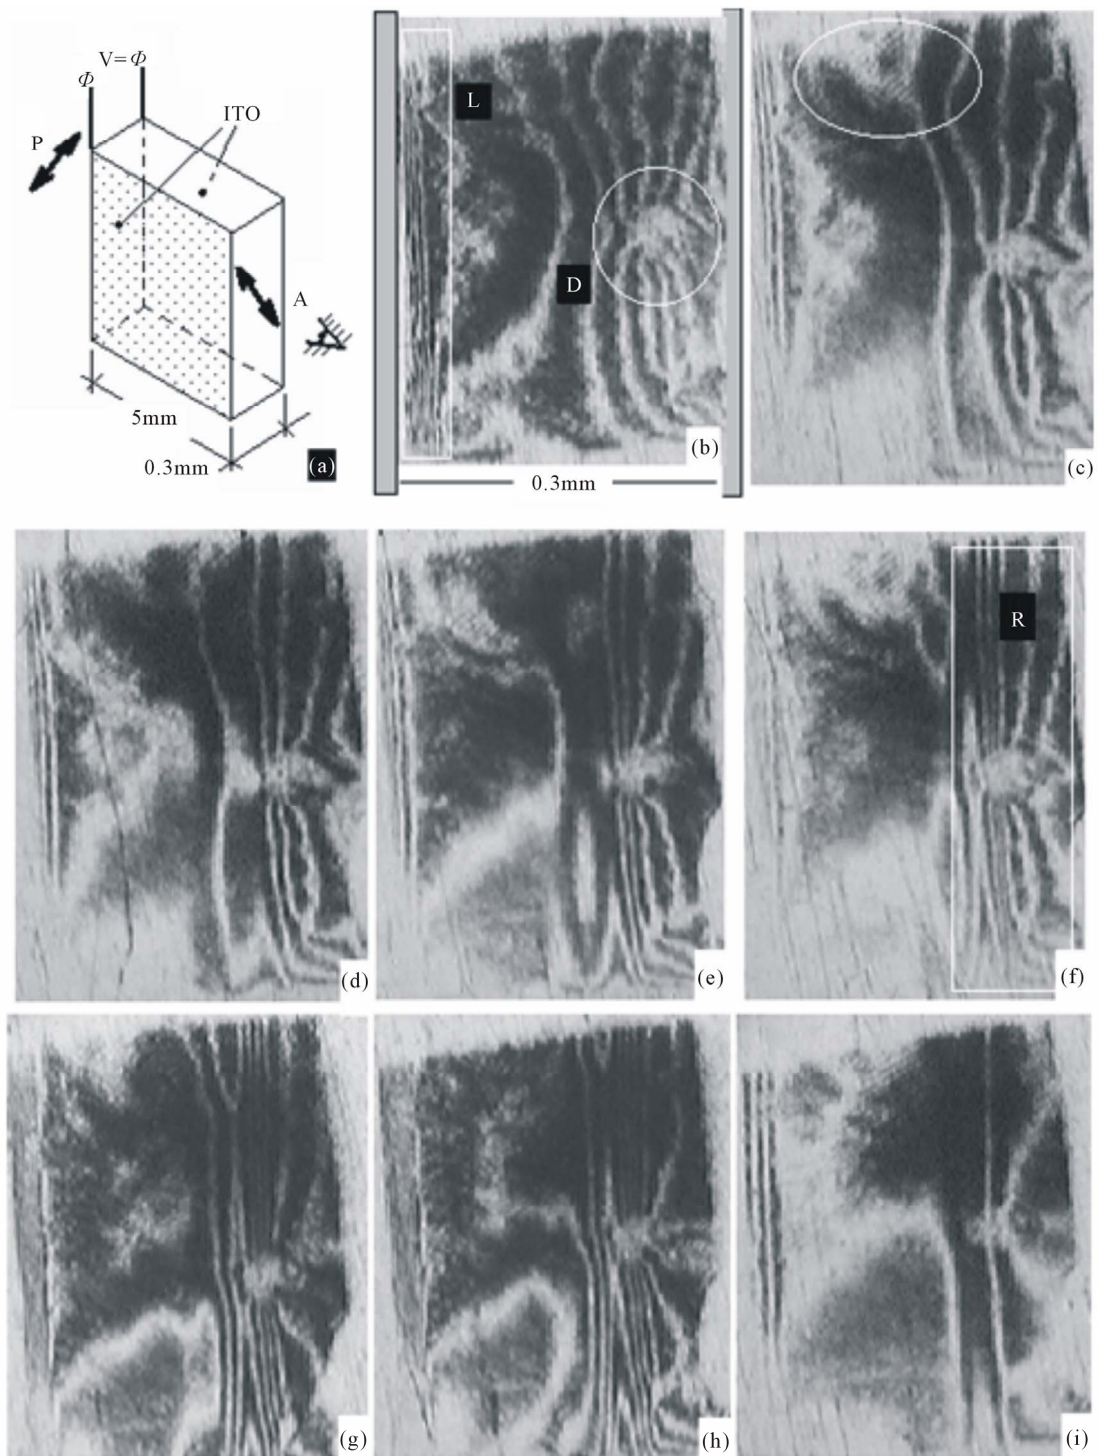 V=Φ
Φ
ITO
P
A
5mm
0.3mm
(a)
L
D
(b)
0.3mm
(c)
(d)
(e)
R
(f)
(g)
(h)
(i)